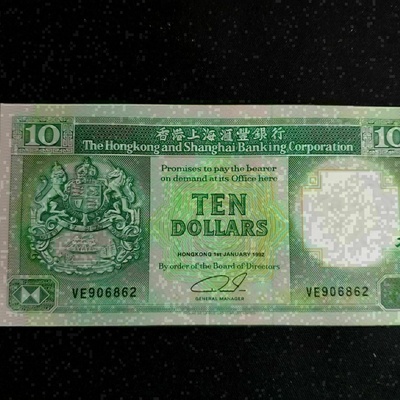 10 香港上海滙豐銀行 10
The Hongkong and Shanghai Banking Corporation
Promises to pay the bearer
on demand at its Office here
TEN
DOLLARS
HONGKONG 1ST JANUARY 1992
By order of the Board of Directors
GENERAL MANAGER
VE906862 VE906862